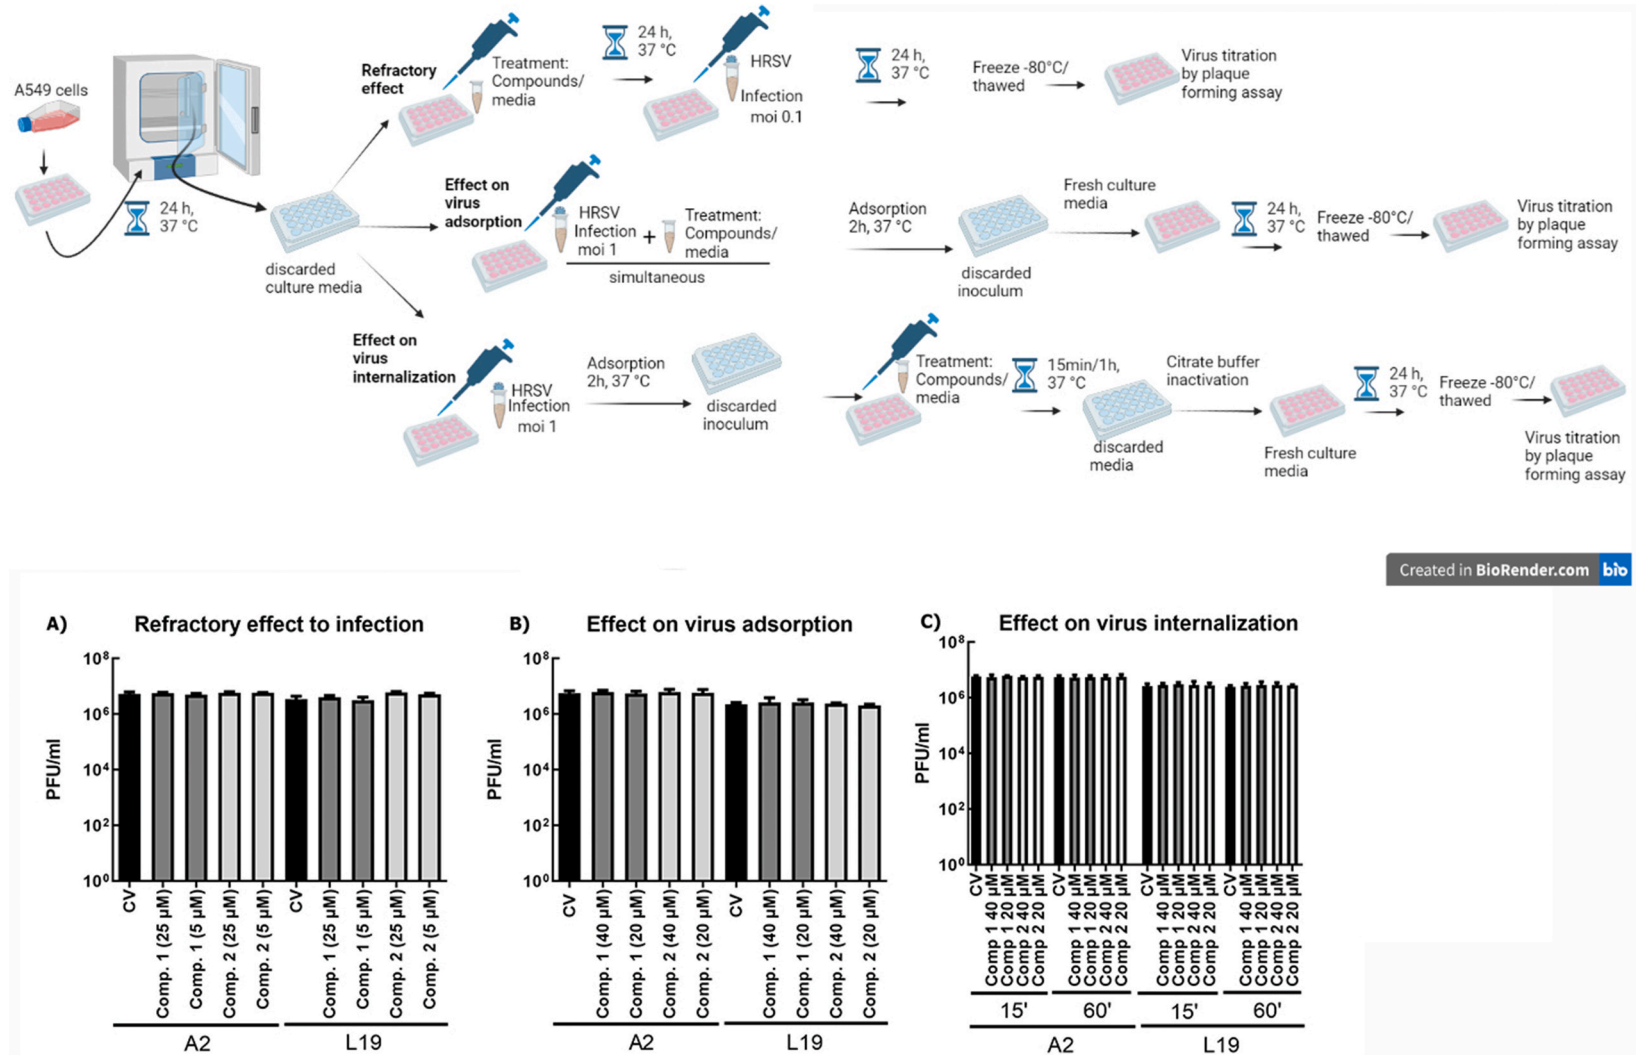 A549 cells
24 h,
37 °C
discarded
culture media
Refractory
effect
Treatment:
Compounds/
media
24 h,
37 °C
HRSV
Infection
moi 0.1
24 h,
37 °C
Freeze -80°C/
thawed
Virus titration
by plaque
forming assay
Effect on
virus
adsorption
HRSV
Infection
moi 1
+
Treatment:
Compounds/
media
simultaneous
Adsorption
2h, 37 °C
discarded
inoculum
Fresh culture
media
24 h,
37 °C
Freeze -80°C/
thawed
Virus titration
by plaque
forming assay
Effect on
virus
internalization
HRSV
Infection
moi 1
Adsorption
2h, 37 °C
discarded
inoculum
Treatment:
Compounds/
media
15min/1h,
37 °C
discarded
media
Citrate buffer
inactivation
Fresh culture
media
24 h,
37 °C
Freeze -80°C/
thawed
Virus titration
by plaque
forming assay
Created in BioRender.com bio
A) Refractory effect to infection
PFU/ml
10⁸
10⁶
10⁴
10²
10⁰
CV
Comp. 1 (25 µM)
Comp. 1 (5 µM)
Comp. 2 (25 µM)
Comp. 2 (5 µM)
CV
Comp. 1 (25 µM)
Comp. 1 (5 µM)
Comp. 2 (25 µM)
Comp. 2 (5 µM)
A2
L19
B) Effect on virus adsorption
PFU/ml
10⁸
10⁶
10⁴
10²
10⁰
CV
Comp. 1 (40 µM)
Comp. 1 (20 µM)
Comp. 2 (40 µM)
Comp. 2 (20 µM)
CV
Comp. 1 (40 µM)
Comp. 1 (20 µM)
Comp. 2 (40 µM)
Comp. 2 (20 µM)
A2
L19
C) Effect on virus internalization
PFU/ml
10⁸
10⁶
10⁴
10²
10⁰
CV
Comp 1 40 µM
Comp 1 20 µM
Comp 2 40 µM
Comp 2 20 µM
CV
Comp 1 40 µM
Comp 1 20 µM
Comp 2 40 µM
Comp 2 20 µM
CV
Comp 1 40 µM
Comp 1 20 µM
Comp 2 40 µM
Comp 2 20 µM
CV
Comp 1 40 µM
Comp 1 20 µM
Comp 2 40 µM
Comp 2 20 µM
15'
60'
15'
60'
A2
L19